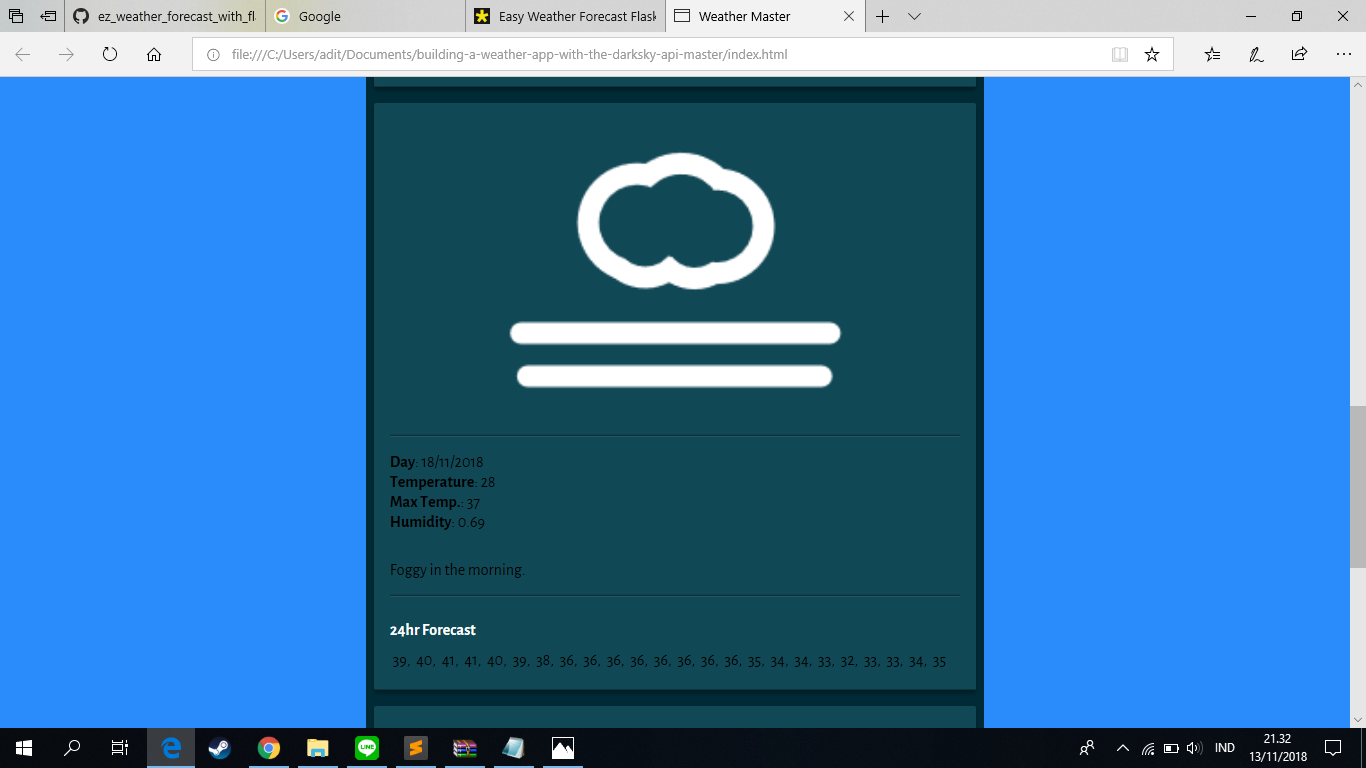 ez_weather_forecast_with_fl
Google
Easy Weather Forecast Flask
Weather Master
file:///C:/Users/adit/Documents/building-a-weather-app-with-the-darksky-api-master/index.html
Day: 18/11/2018
Temperature: 28
Max Temp.: 37
Humidity: 0.69
Foggy in the morning.
24hr Forecast
39, 40, 41, 41, 40, 39, 38, 36, 36, 36, 36, 36, 36, 36, 36, 35, 34, 34, 33, 32, 33, 33, 34, 35
LINE
IND
21.32
13/11/2018